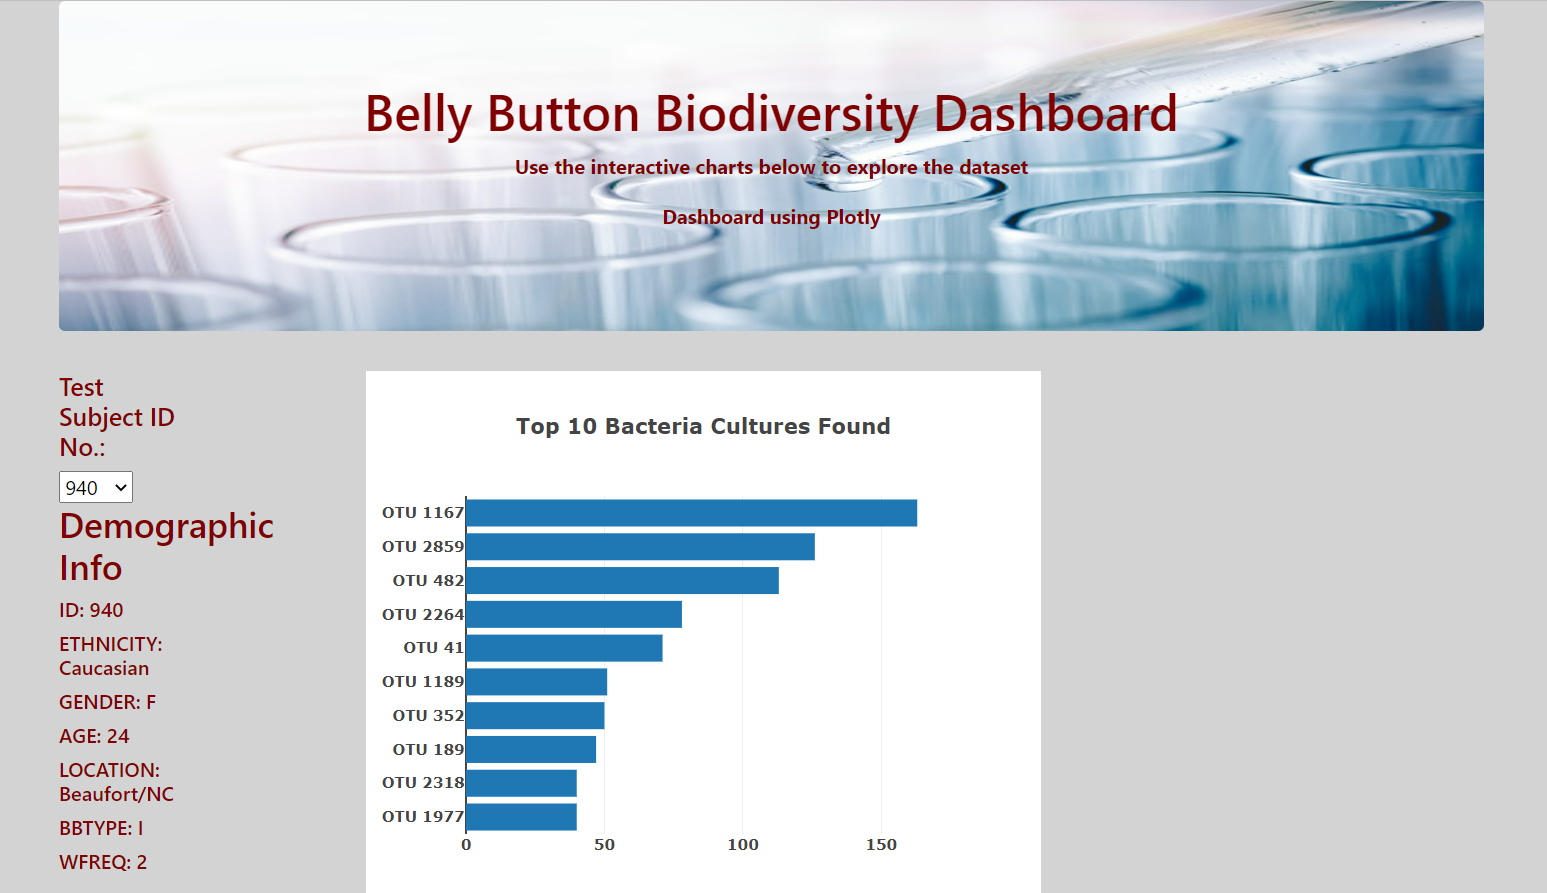 Belly Button Biodiversity Dashboard
Use the interactive charts below to explore the dataset
Dashboard using Plotly
Test
Subject ID
No.:
940
Demographic
Info
ID: 940
ETHNICITY:
Caucasian
GENDER: F
AGE: 24
LOCATION:
Beaufort/NC
BBTYPE: I
WFREQ: 2
Top 10 Bacteria Cultures Found
OTU 1167
OTU 2859
OTU 482
OTU 2264
OTU 41
OTU 1189
OTU 352
OTU 189
OTU 2318
OTU 1977
0 50 100 150